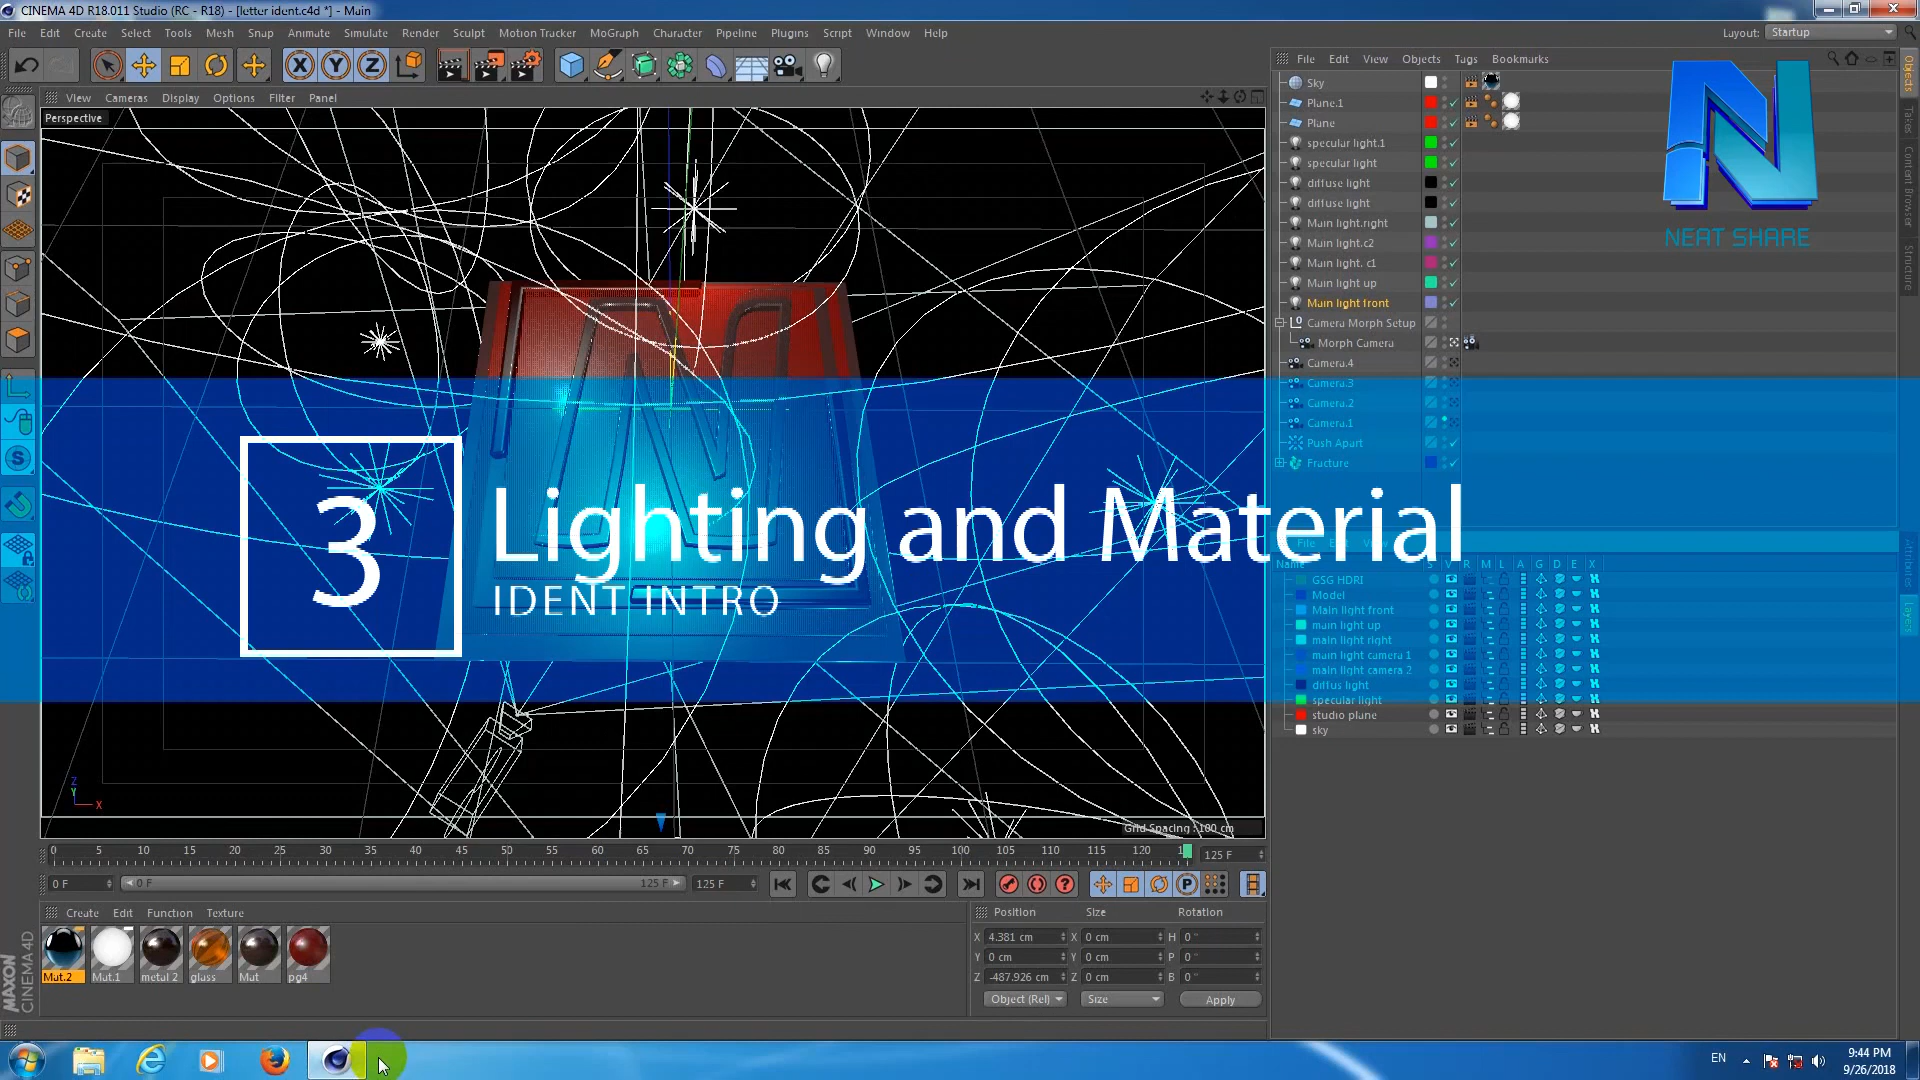 CINEMA 4D R18.011 Studio (RC - R18) - [letter ident.c4d *] - Main
File Edit Create Select Tools Mesh Snap Animate Simulate Render Sculpt Motion Tracker MoGraph Character Pipeline Plugins Script Window Help
Layout: Startup
X Y Z
File Edit View Objects Tags Bookmarks
View Cameras Display Options Filter Panel
Perspective
Sky
Plane.1
Plane
specular light.1
specular light
diffuse light
diffuse light
Main light.right
Main light.c2
Main light. c1
Main light up
Main light front
Camera Morph Setup
Morph Camera
Camera.4
Camera.3
Camera.2
Camera.1
Push Apart
Fracture
NEAT SHARE
Objects
Takes
Content Browser
Structure
3
Lighting and Material
IDENT INTRO
Name S V R M L A G D E X
GSG HDRI
Model
Main light front
main light up
main light right
main light camera 1
main light camera 2
diffus light
specular light
studio plane
sky
Attributes
Layers
Z
Y
X
Grid Spacing : 100 cm
0 5 10 15 20 25 30 35 40 45 50 55 60 65 70 75 80 85 90 95 100 105 110 115 120
125 F
0 F 0 F 125 F 125 F
Create Edit Function Texture
Mat.2 Mat.1 metal 2 glass Mat pg4
Position Size Rotation
X 4.381 cm X 0 cm H 0 °
Y 0 cm Y 0 cm P 0 °
Z -487.926 cm Z 0 cm B 0 °
Object (Rel) Size Apply
MAXON
CINEMA 4D
EN
9:44 PM
9/26/2018